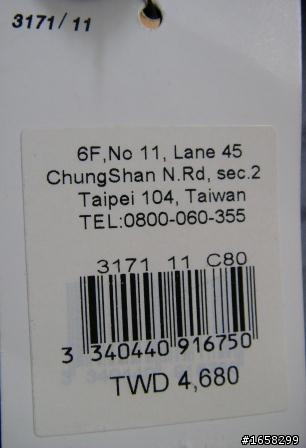 3171/11
6F,No 11, Lane 45
ChungShan N.Rd, sec.2
Taipei 104, Taiwan
TEL:0800-060-355
3171 11 C80
3 340440 916750
TWD 4,680
#1658299